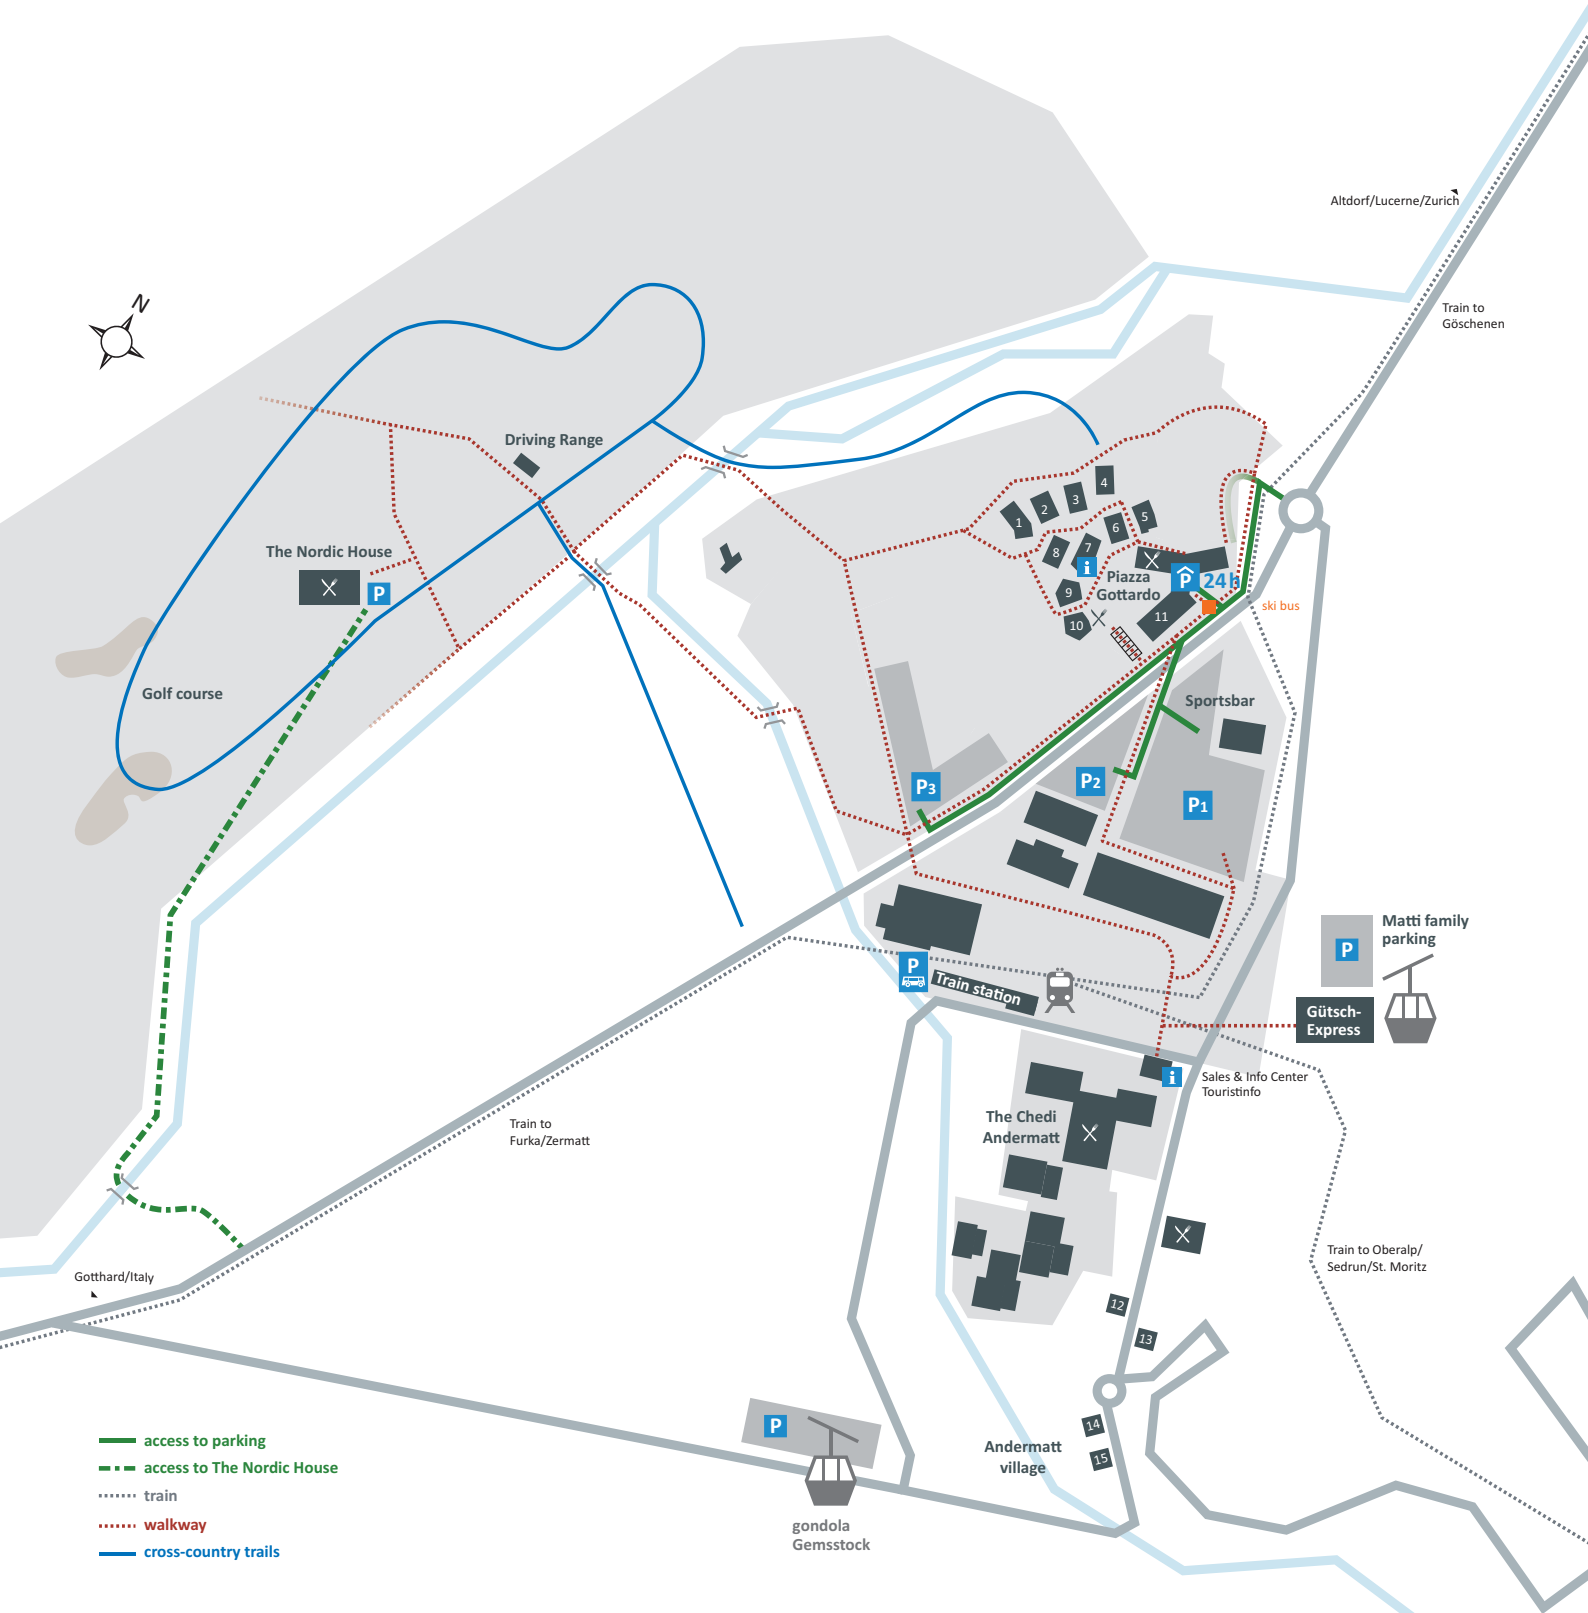 N
Altdorf/Lucerne/Zurich
Train to
Göschenen
Driving Range
The Nordic House
P
Golf course
1
2
3
4
5
6
7
8
9
10
11
i
Piazza
Gottardo
P
24h
ski bus
Sportsbar
P3
P2
P1
Matti family
parking
P
Gütsch-
Express
P
Train station
Sales & Info Center
Touristinfo
i
The Chedi
Andermatt
Train to
Furka/Zermatt
Train to Oberalp/
Sedrun/St. Moritz
Gotthard/Italy
12
13
14
15
Andermatt
village
P
gondola
Gemsstock
access to parking
access to The Nordic House
train
walkway
cross-country trails